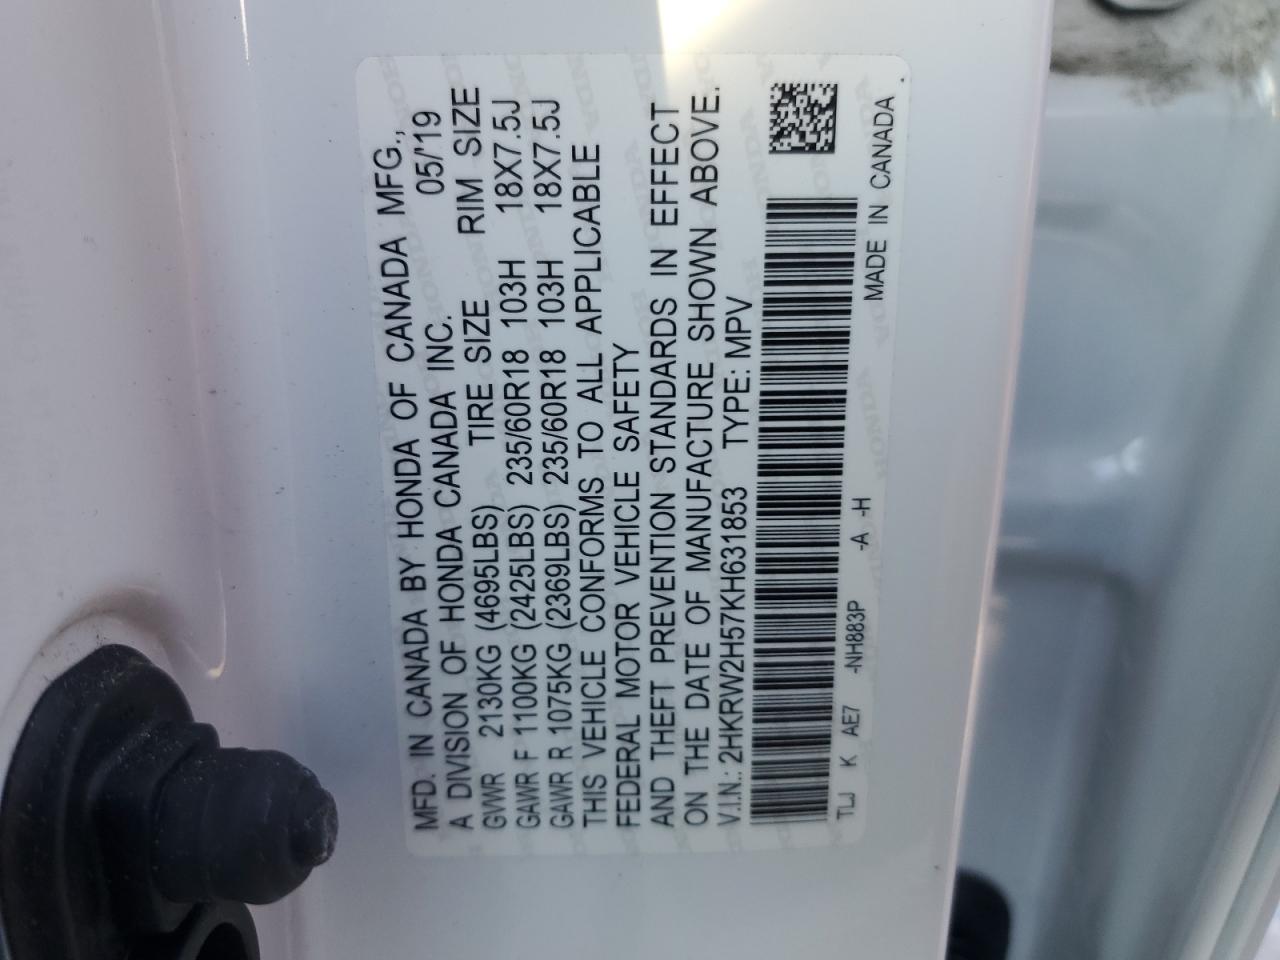 MFD. IN CANADA BY HONDA OF CANADA MFG.,
A DIVISION OF HONDA CANADA INC. 05/'19
GVWR 2130KG (4695LBS) TIRE SIZE RIM SIZE
GAWR F 1100KG (2425LBS) 235/60R18 103H 18X7.5J
GAWR R 1075KG (2369LBS) 235/60R18 103H 18X7.5J
THIS VEHICLE CONFORMS TO ALL APPLICABLE
FEDERAL MOTOR VEHICLE SAFETY
AND THEFT PREVENTION STANDARDS IN EFFECT
ON THE DATE OF MANUFACTURE SHOWN ABOVE.
V.I.N.: 2HKRW2H57KH631853 TYPE: MPV
TLJ K AE7 -NH883P -A -H MADE IN CANADA